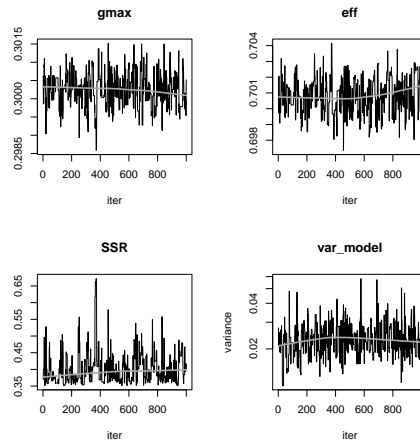 gmax
0.3015
0.3000
0.2985
0 200 400 600 800
iter
eff
0.704
0.701
0.698
0 200 400 600 800
iter
SSR
0.65
0.55
0.45
0.35
0 200 400 600 800
iter
var_model
variance
0.04
0.02
0 200 400 600 800
iter